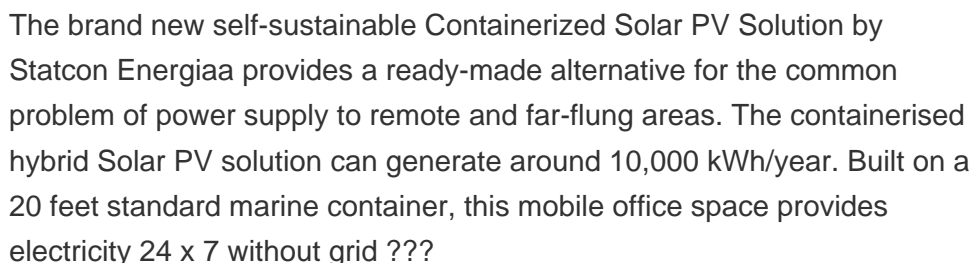 The brand new self-sustainable Containerized Solar PV Solution by
Statcon Energiaa provides a ready-made alternative for the common
problem of power supply to remote and far-flung areas. The containerised
hybrid Solar PV solution can generate around 10,000 kWh/year. Built on a
20 feet standard marine container, this mobile office space provides
electricity 24 x 7 without grid ???